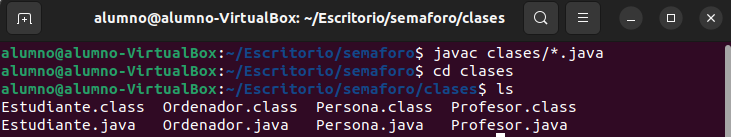 alumno@alumno-VirtualBox: ~/Escritorio/semaforo/clases
alumno@alumno-VirtualBox:~/Escritorio/semaforo$ javac clases/*.java
alumno@alumno-VirtualBox:~/Escritorio/semaforo$ cd clases
alumno@alumno-VirtualBox:~/Escritorio/semaforo/clases$ ls
Estudiante.class  Ordenador.class  Persona.class  Profesor.class
Estudiante.java   Ordenador.java   Persona.java   Profesor.java